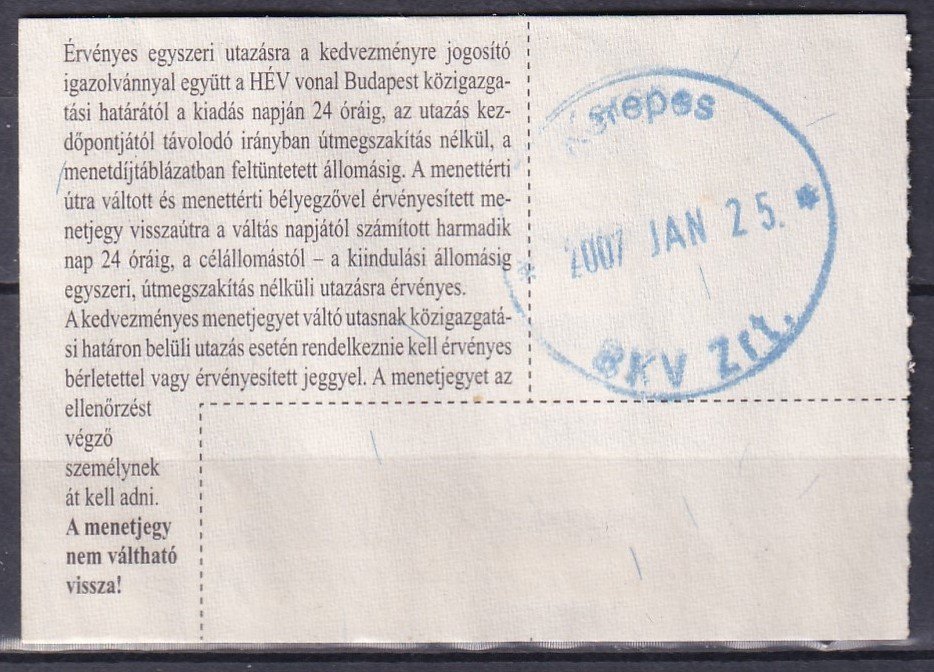 Érvényes egyszeri utazásra a kedvezményre jogosító
igazolvánnyal együtt a HÉV vonal Budapest közigazga-
tási határától a kiadás napján 24 óráig, az utazás kez-
dőpontjától távolodó irányban útmegszakítás nélkül, a
menetdíjtáblázatban feltüntetett állomásig. A menettérti
útra váltott és menettérti bélyegzővel érvényesített me-
netjegy visszaútra a váltás napjától számított harmadik
nap 24 óráig, a célállomástól – a kiindulási állomásig
egyszeri, útmegszakítás nélküli utazásra érvényes.
A kedvezményes menetjegyet váltó utasnak közigazgatá-
si határon belüli utazás esetén rendelkeznie kell érvényes
bérletettel vagy érvényesített jeggyel. A menetjegyet az
ellenőrzést
végző
személynek
át kell adni.
A menetjegy
nem váltható
vissza!
Kerepes
* 2007 JAN 25. *
BKV Zrt.